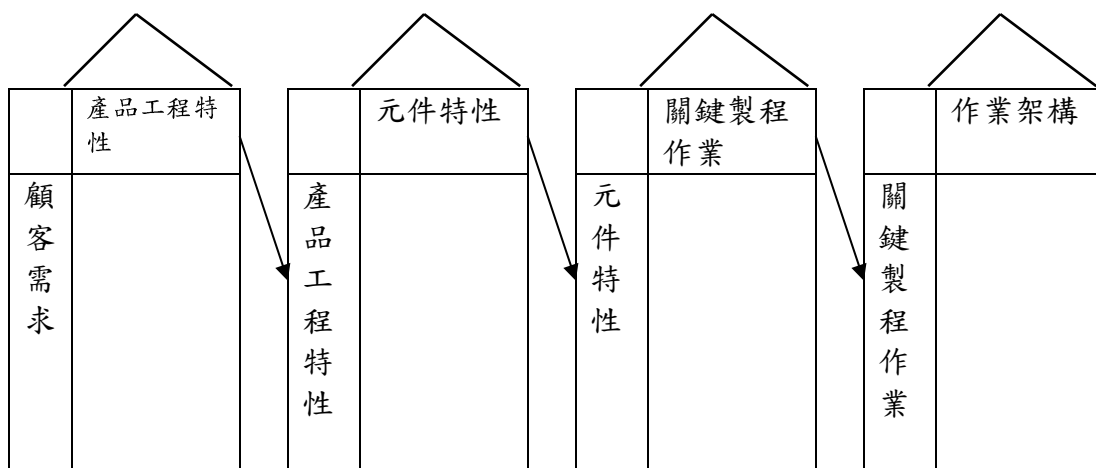 產品工程特
性
元件特性
關鍵製程
作業
作業架構
顧客需求
產品工程特性
元件特性
關鍵製程作業